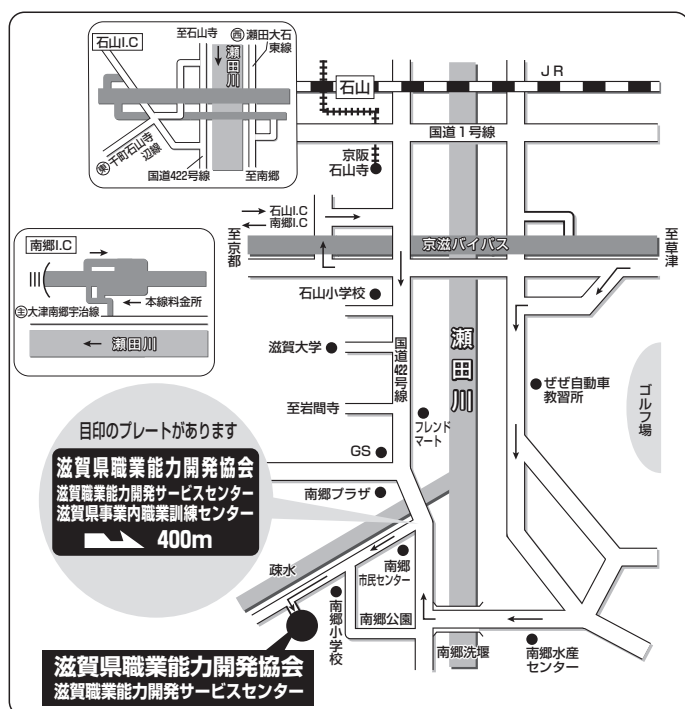 石山I.C
至石山寺
西 瀬田大石
東線
瀬田川
東 千町石山寺
辺線
国道422号線
至南郷
石山
JR
国道1号線
京阪
石山寺
石山I.C
南郷I.C
至京都
京滋バイパス
至草津
南郷I.C
本線料金所
主 大津南郷宇治線
瀬田川
石山小学校
滋賀大学
国道422号線
瀬田川
至岩間寺
フレンド
マート
ぜぜ自動車
教習所
ゴルフ場
GS
南郷プラザ
目印のプレートがあります
滋賀県職業能力開発協会
滋賀職業能力開発サービスセンター
滋賀県事業内職業訓練センター
400m
疎水
南郷
市民センター
南郷小学校
南郷公園
南郷洗堰
南郷水産
センター
滋賀県職業能力開発協会
滋賀職業能力開発サービスセンター